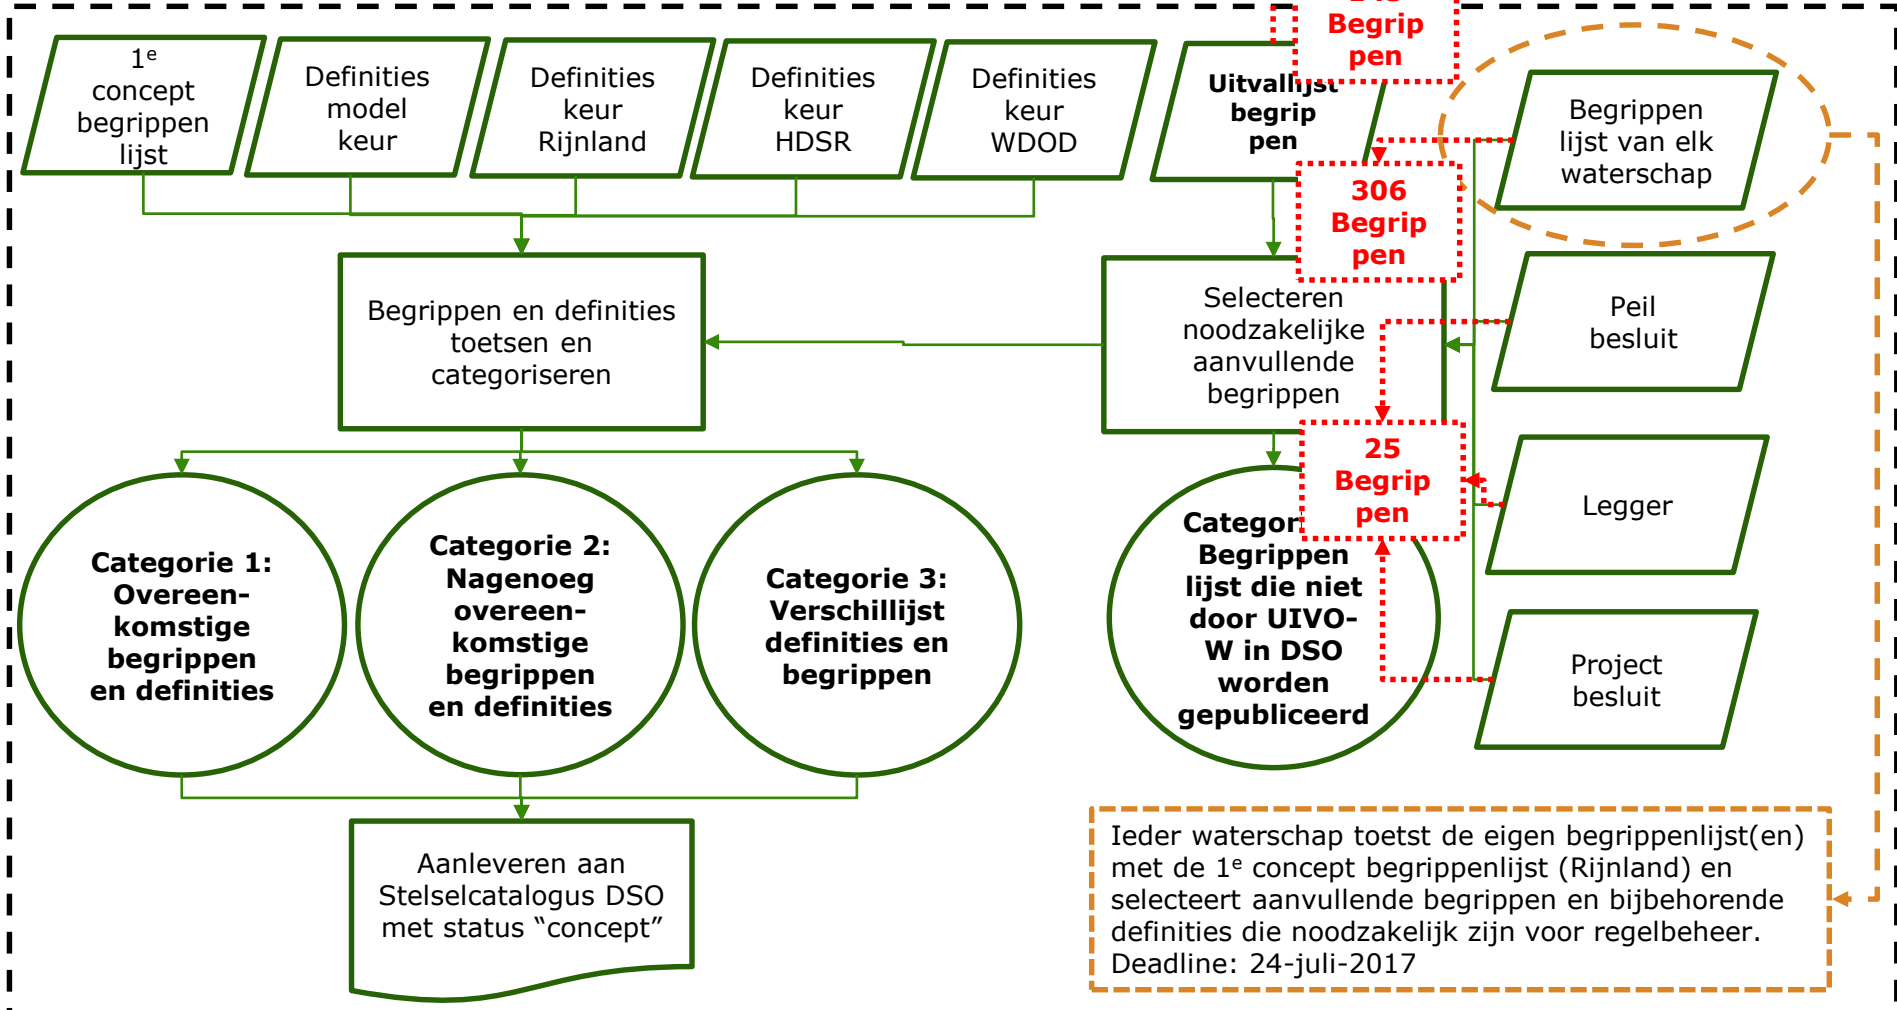 1e
concept
begrippen
lijst
Definities
model
keur
Definities
keur
Rijnland
Definities
keur
HDSR
Definities
keur
WDOD
Uitvallijst
begrip
pen
Begrip
pen
Begrippen
lijst van elk
waterschap
306
Begrip
pen
Begrippen en definities
toetsen en
categoriseren
Selecteren
noodzakelijke
aanvullende
begrippen
Peil
besluit
25
Begrip
pen
Legger
Project
besluit
Categorie 1:
Overeen-
komstige
begrippen
en definities
Categorie 2:
Nagenoeg
overeen-
komstige
begrippen
en definities
Categorie 3:
Verschillijst
definities en
begrippen
Categor
Begrippen
lijst die niet
door UIVO-
W in DSO
worden
gepubliceerd
Aanleveren aan
Stelselcatalogus DSO
met status “concept”
Ieder waterschap toetst de eigen begrippenlijst(en)
met de 1e concept begrippenlijst (Rijnland) en
selecteert aanvullende begrippen en bijbehorende
definities die noodzakelijk zijn voor regelbeheer.
Deadline: 24-juli-2017